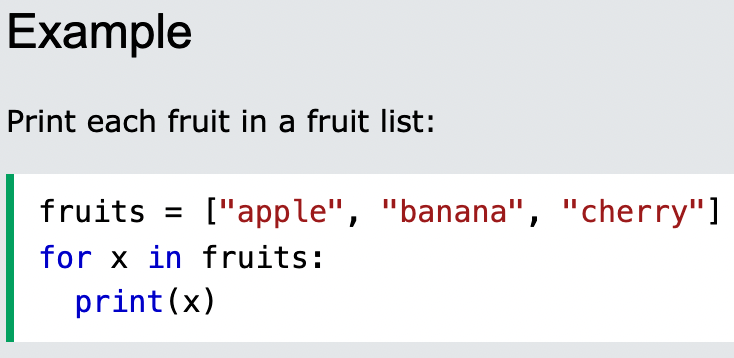 Example
Print each fruit in a fruit list:
fruits = ["apple", "banana", "cherry"]
for x in fruits:
  print(x)